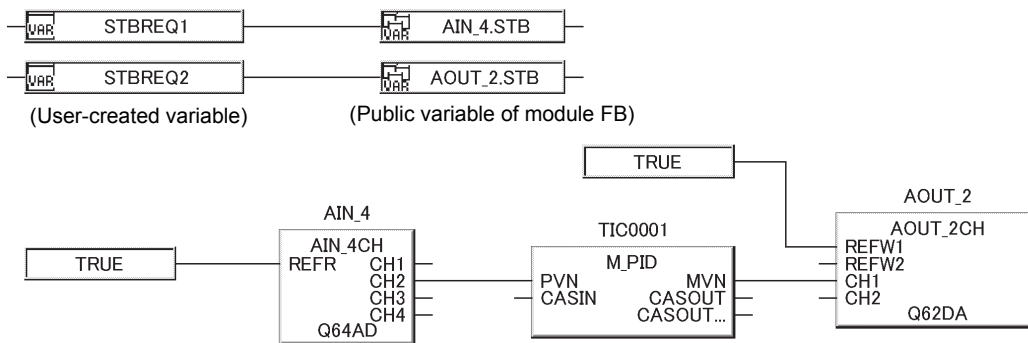 VAR STBREQ1 VAR AIN_4.STB
VAR STBREQ2 VAR AOUT_2.STB
(User-created variable) (Public variable of module FB)
TRUE
AOUT_2
AIN_4
TIC0001
AOUT_2CH
AIN_4CH
M_PID
REFW1
TRUE
REFR CH1
REFW2
CH2
PVN MVN
CH1
CH3
CASIN CASOUT
CH2
CH4
CASOUT...
Q64AD
Q62DA